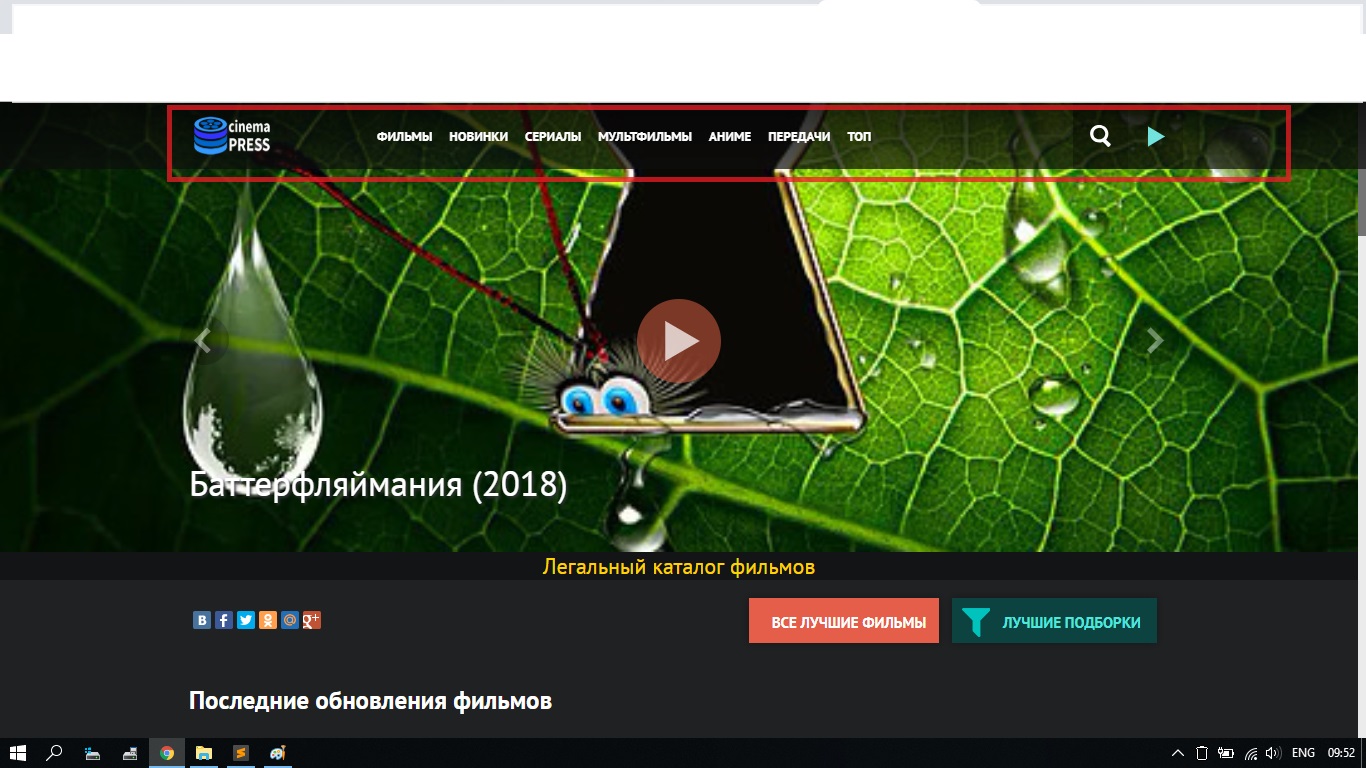 cinema
PRESS
ФИЛЬМЫ НОВИНКИ СЕРИАЛЫ МУЛЬТФИЛЬМЫ АНИМЕ ПЕРЕДАЧИ ТОП
Баттерфляймания (2018)
Легальный каталог фильмов
ВСЕ ЛУЧШИЕ ФИЛЬМЫ ЛУЧШИЕ ПОДБОРКИ
Последние обновления фильмов
ENG 09:52